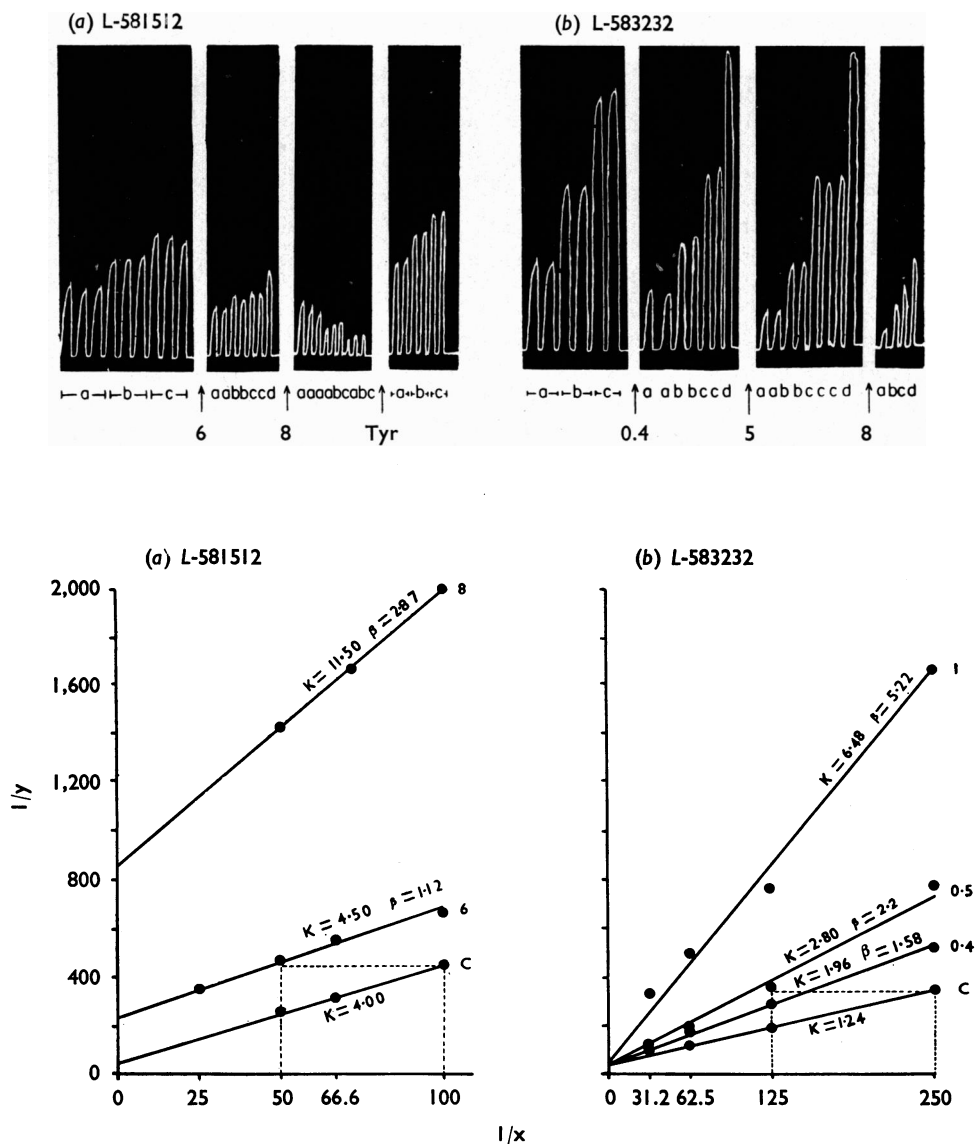 (a) L-581512
(b) L-583232
a b c
aabbccd
aaaabcabc
a b c
a b c
a abbccd
aabbcccd
abcd
6 8 Tyr
0.4 5 8
(a) L-581512
(b) L-583232
2,000
1,600
1,200
800
400
0
1/y
K=11·50 β=2·87
8
K=4·50 β=1·12
6
K=4·00
C
0 25 50 66.6 100
K=6·48 β=5·22
1
K=2·80 β=2·2
0.5
K=1·96 β=1·58
0.4
K=1·24
C
0 31.2 62.5 125 250
1/x